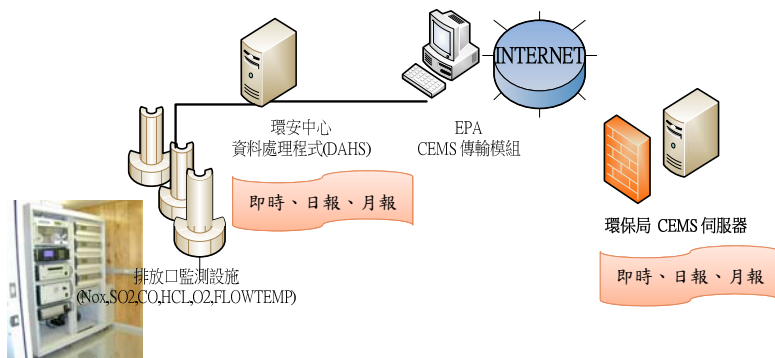 INTERNET
環安中心
資料處理程式(DAHS)
EPA
CEMS 傳輸模組
即時、日報、月報
環保局 CEMS 伺服器
即時、日報、月報
排放口監測設施
(Nox,SO2,CO,HCL,O2,FLOWTEMP)